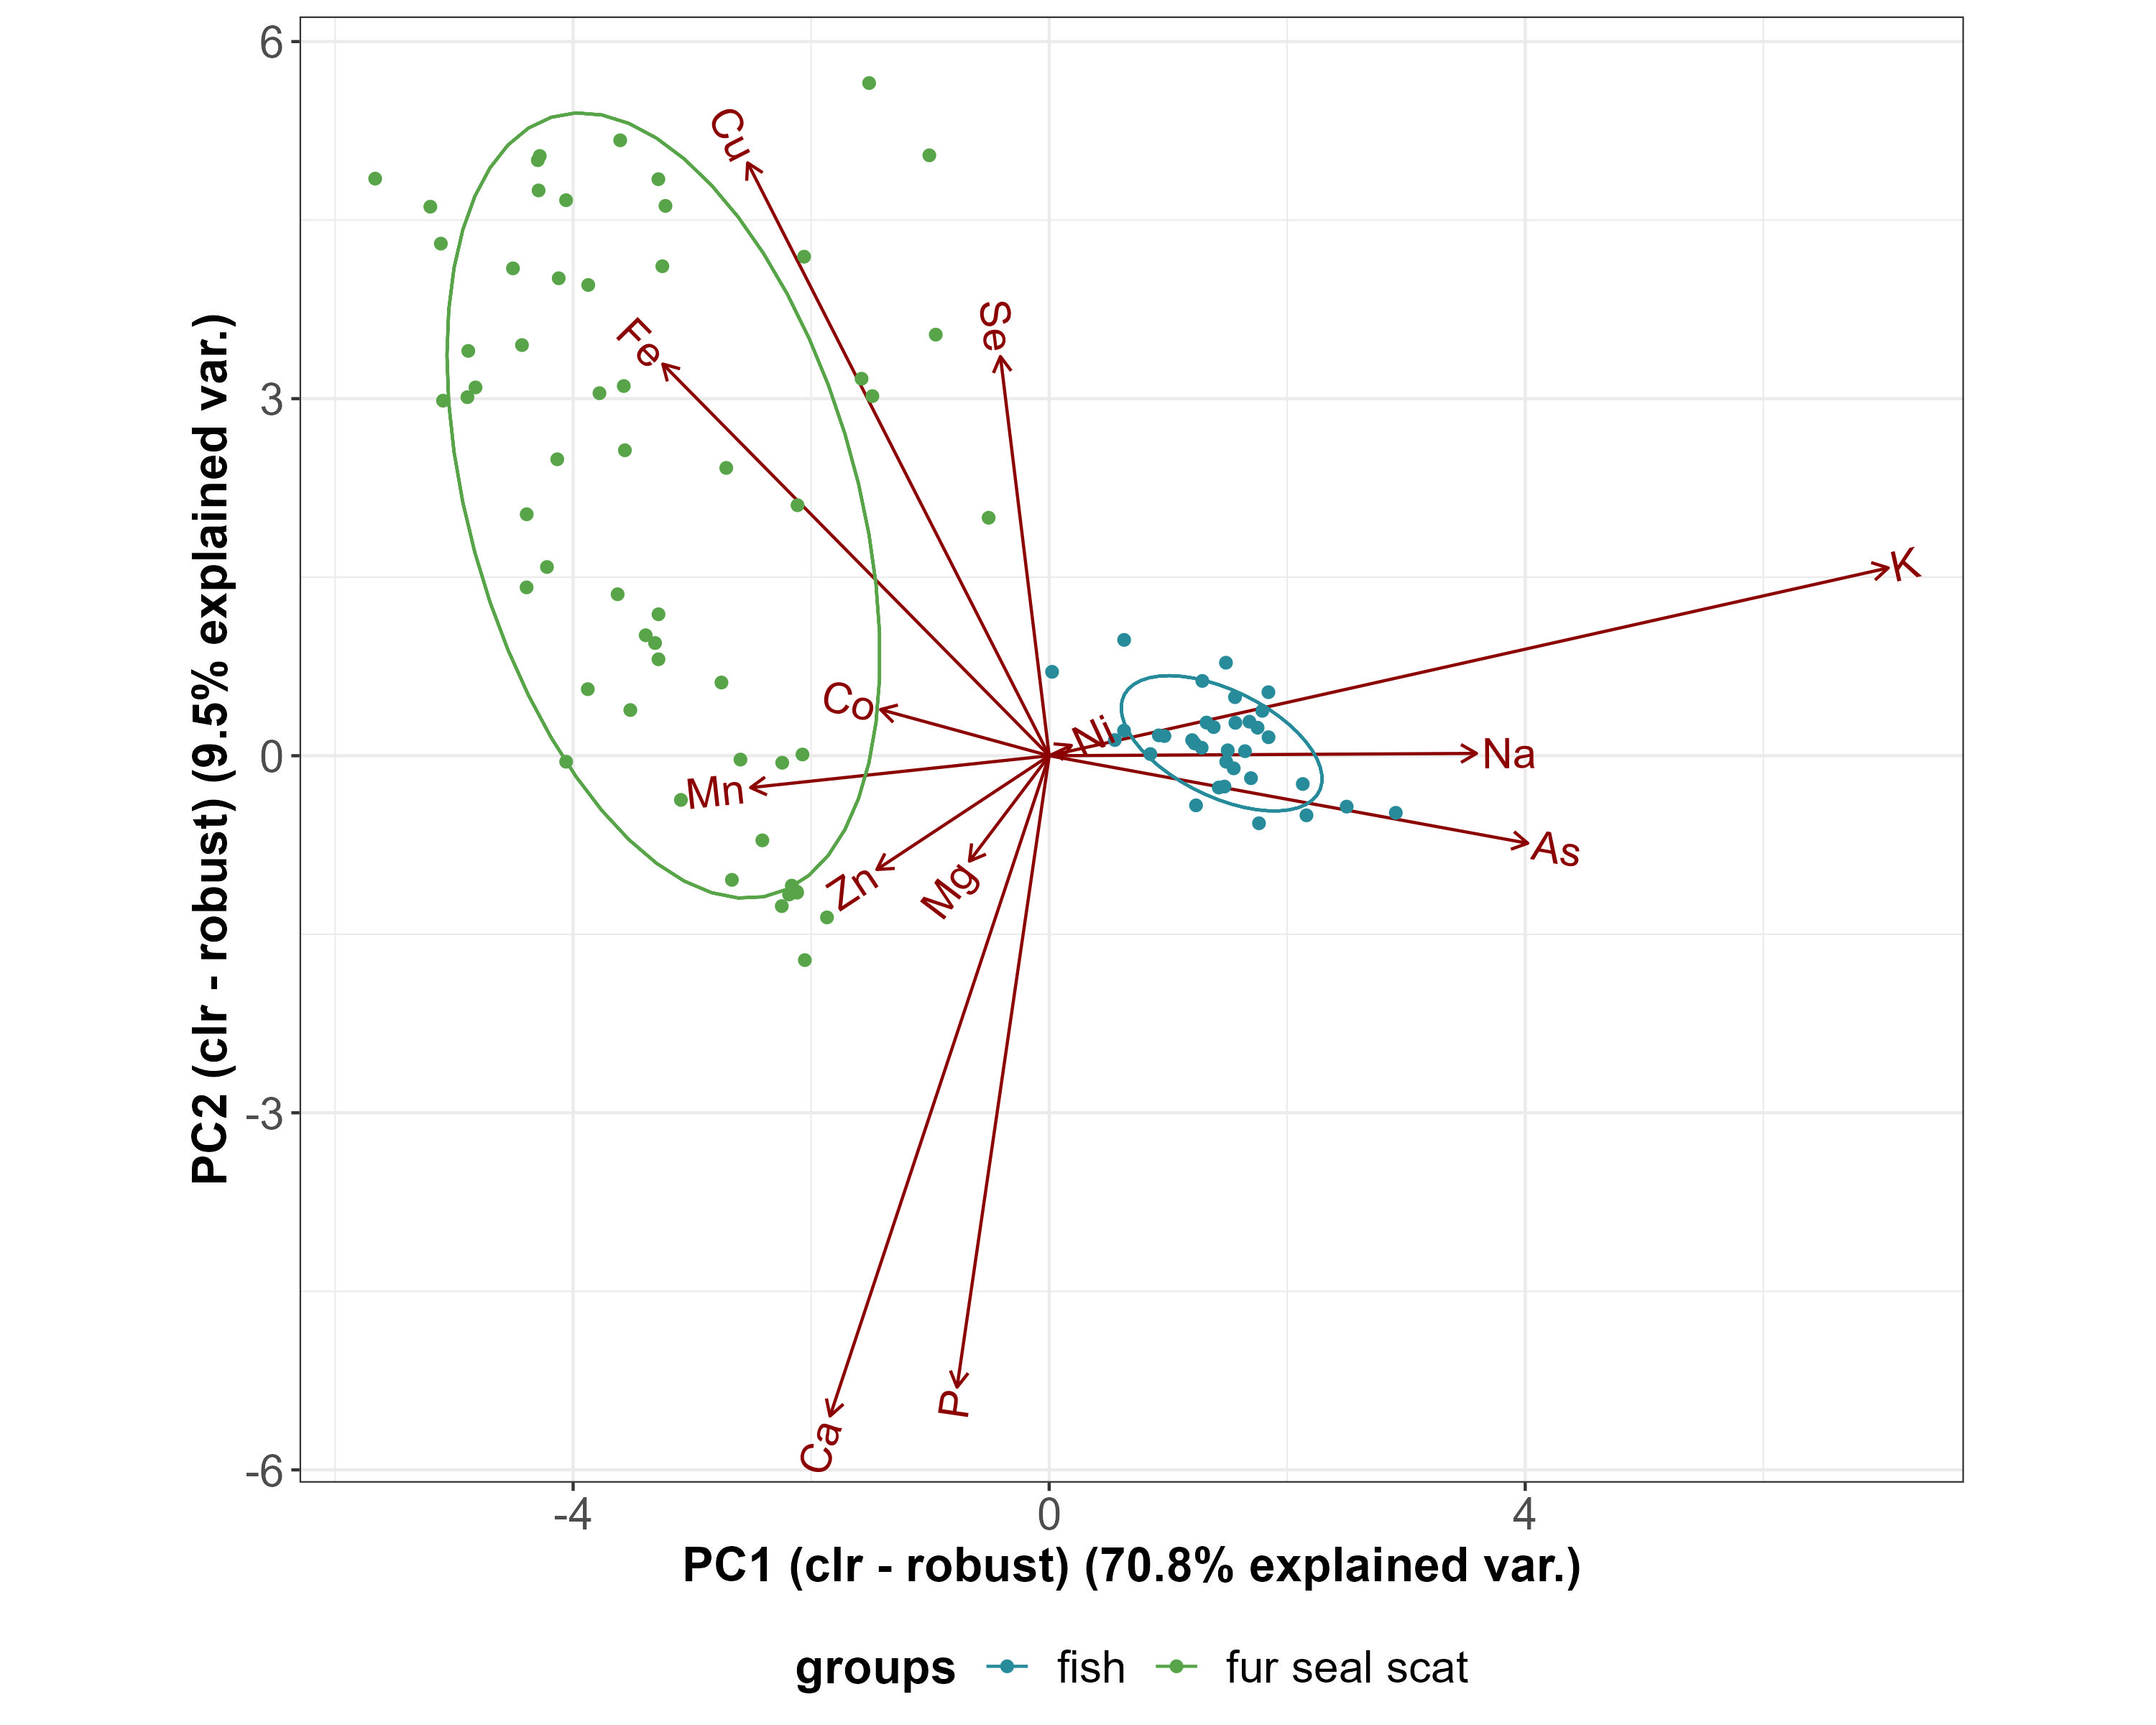 6
3
0
-3
-6
PC2 (clr - robust) (9.5% explained var.)
Cu
Se
Fe
K
Co
Ni
Na
Mn
As
Zn
Mg
P
Ca
-4
0
4
PC1 (clr - robust) (70.8% explained var.)
groups fish fur seal scat